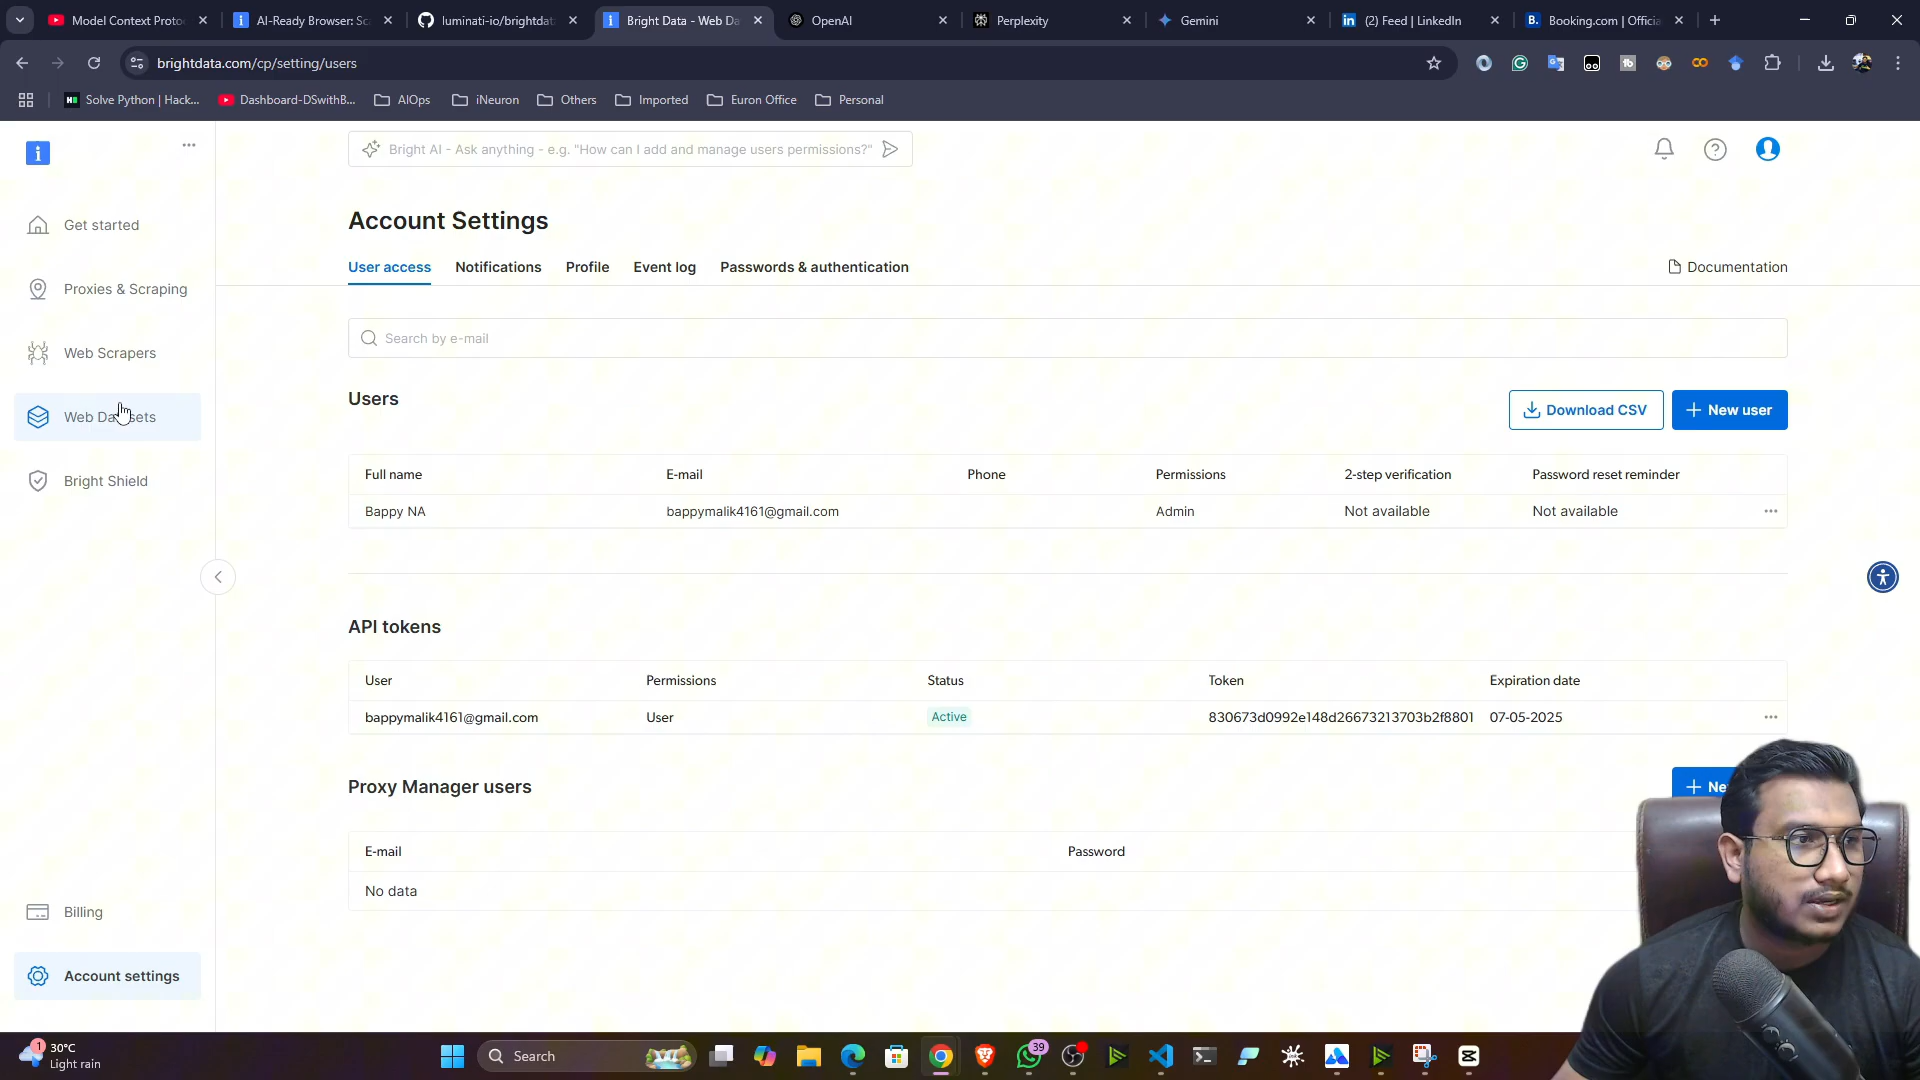 Model Context Proto
AI-Ready Browser: Sc
luminati-io/brightdat
Bright Data - Web Da
OpenAI
Perplexity
Gemini
(2) Feed | LinkedIn
Booking.com | Officia
brightdata.com/cp/setting/users
Solve Python | Hack...
Dashboard-DSwithB...
AIOps
iNeuron
Others
Imported
Euron Office
Personal
Bright AI - Ask anything - e.g. "How can I add and manage users permissions?"
Get started
Proxies & Scraping
Web Scrapers
Web Da sets
Bright Shield
Billing
Account settings
Account Settings
User access
Notifications
Profile
Event log
Passwords & authentication
Documentation
Search by e-mail
Users
Download CSV
New user
Full name E-mail Phone Permissions 2-step verification Password reset reminder
Bappy NA bappymalik4161@gmail.com Admin Not available Not available
API tokens
User Permissions Status Token Expiration date
bappymalik4161@gmail.com User Active 830673d0992e148d26673213703b2f8801 07-05-2025
Proxy Manager users
Ne
E-mail Password
No data
1
30°C
Light rain
Search
39